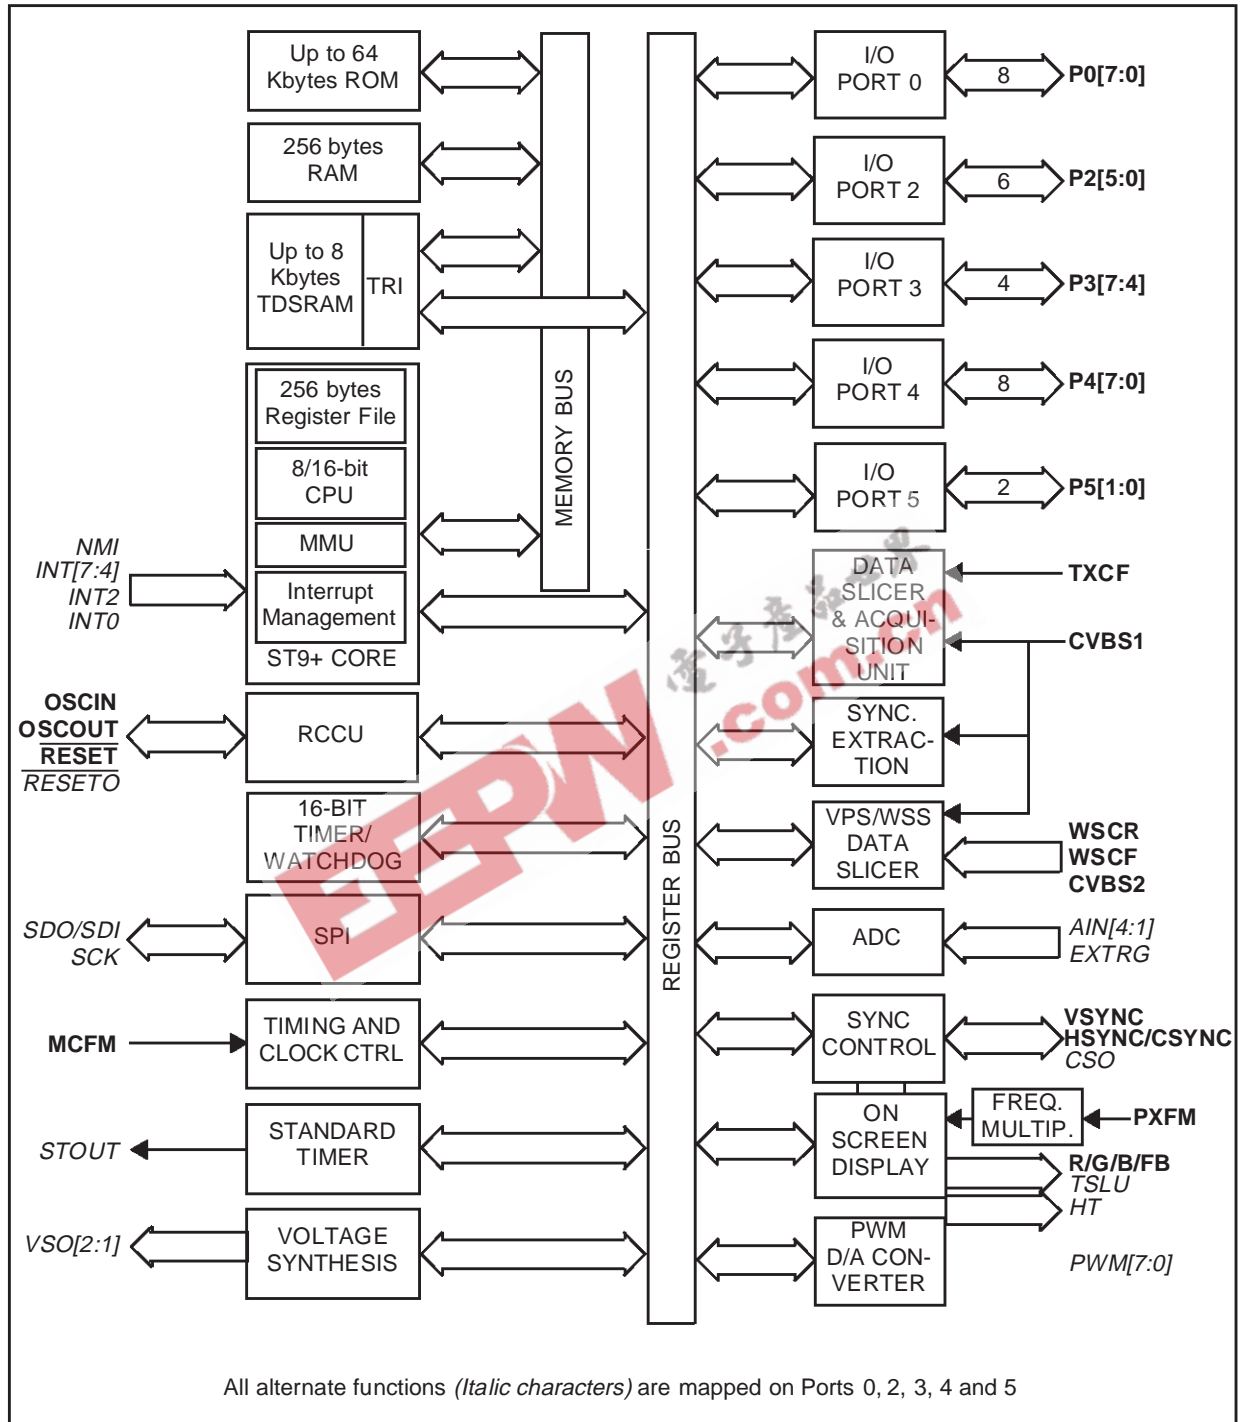 Up to 64
Kbytes ROM
256 bytes
RAM
Up to 8
Kbytes
TDSRAM
TRI
256 bytes
Register File
8/16-bit
CPU
MMU
Interrupt
Management
ST9+ CORE
NMI
INT[7:4]
INT2
INT0
OSCIN
OSCOUT
RESET
RESETO
RCCU
16-BIT
TIMER/
WATCHDOG
SDO/SDI
SCK
SPI
MCFM
TIMING AND
CLOCK CTRL
STOUT
STANDARD
TIMER
VSO[2:1]
VOLTAGE
SYNTHESIS
MEMORY BUS
REGISTER BUS
I/O
PORT 0
8
P0[7:0]
I/O
PORT 2
6
P2[5:0]
I/O
PORT 3
4
P3[7:4]
I/O
PORT 4
8
P4[7:0]
I/O
PORT 5
2
P5[1:0]
DATA
SLICER
& ACQUI-
SITION
UNIT
TXCF
CVBS1
SYNC.
EXTRAC-
TION
VPS/WSS
DATA
SLICER
WSCR
WSCF
CVBS2
ADC
AIN[4:1]
EXTRG
SYNC
CONTROL
VSYNC
HSYNC/CSYNC
CSO
ON
SCREEN
DISPLAY
FREQ.
MULTIP.
PXFM
R/G/B/FB
TSLU
HT
PWM
D/A CON-
VERTER
PWM[7:0]
EEPW
電子產品世界
.com.cn
All alternate functions (Italic characters) are mapped on Ports 0, 2, 3, 4 and 5